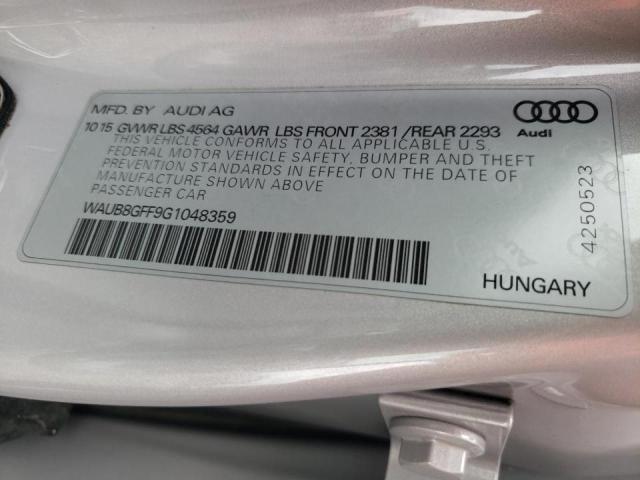 MFD. BY AUDI AG
10 15 GVWR LBS 4564 GAWR LBS FRONT 2381 /REAR 2293
THIS VEHICLE CONFORMS TO ALL APPLICABLE U.S.
FEDERAL MOTOR VEHICLE SAFETY, BUMPER AND THEFT
PREVENTION STANDARDS IN EFFECT ON THE DATE OF
MANUFACTURE SHOWN ABOVE
PASSENGER CAR
WAUB8GFF9G1048359
Audi
4250523
HUNGARY